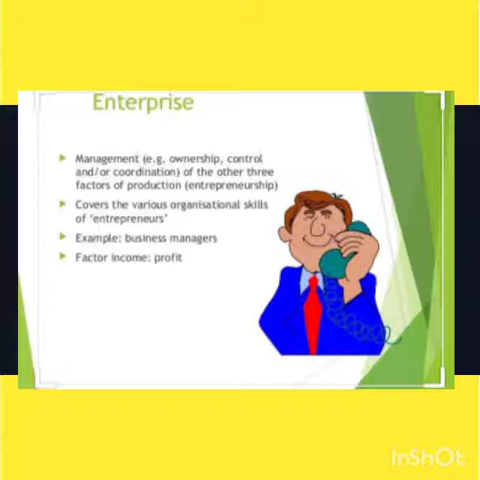 Enterprise
Management (e.g. ownership, control
and/or coordination) of the other three
factors of production (entrepreneurship)
Covers the various organisational skills
of ‘entrepreneurs’
Example: business managers
Factor income: profit
InShOt